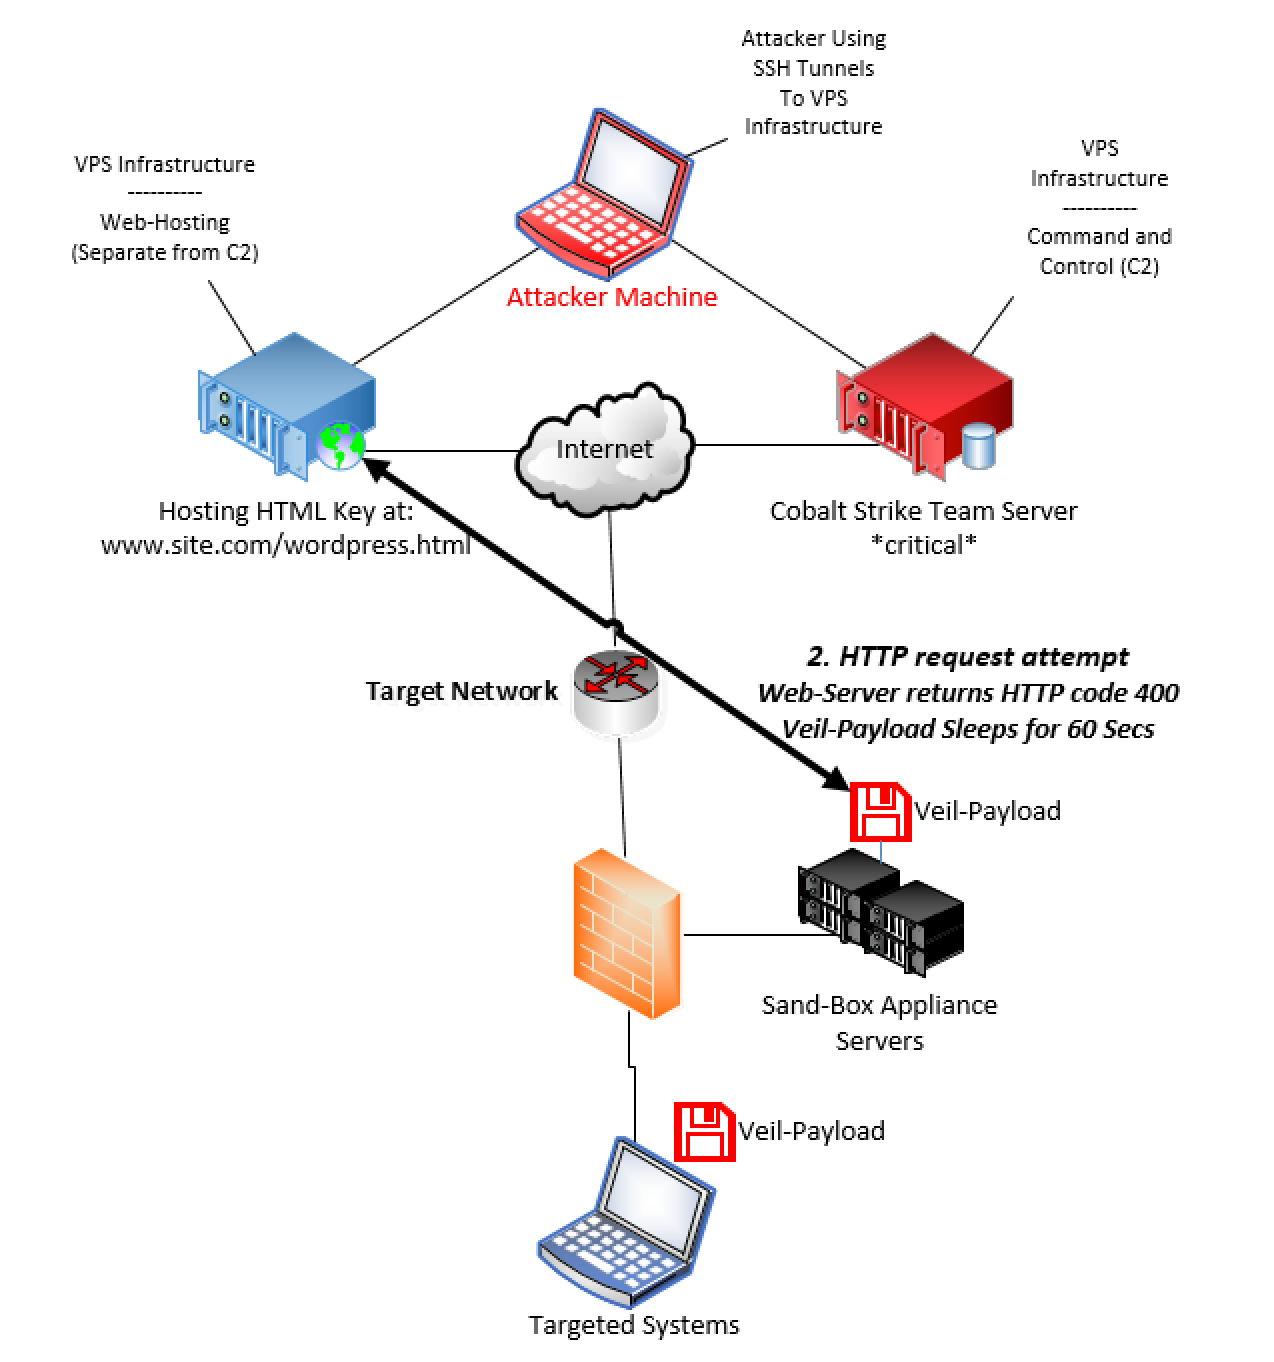 Attacker Using
SSH Tunnels
To VPS
Infrastructure
VPS Infrastructure
----------
Web-Hosting
(Separate from C2)
VPS
Infrastructure
----------
Command and
Control (C2)
Attacker Machine
Internet
Hosting HTML Key at:
www.site.com/wordpress.html
Cobalt Strike Team Server
*critical*
2. HTTP request attempt
Web-Server returns HTTP code 400
Veil-Payload Sleeps for 60 Secs
Target Network
Veil-Payload
Sand-Box Appliance
Servers
Veil-Payload
Targeted Systems